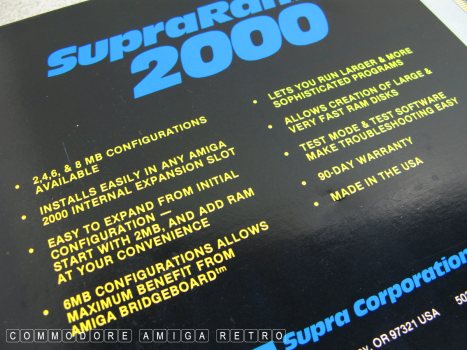 SupraRam
2000
• 2,4,6, & 8 MB CONFIGURATIONS
AVAILABLE
• INSTALLS EASILY IN ANY AMIGA
2000 INTERNAL EXPANSION SLOT
• EASY TO EXPAND FROM INITIAL
CONFIGURATION —
START WITH 2MB, AND ADD RAM
AT YOUR CONVENIENCE
• 6MB CONFIGURATIONS ALLOWS
MAXIMUM BENEFIT FROM
AMIGA BRIDGEBOARD™
• LETS YOU RUN LARGER & MORE
SOPHISTICATED PROGRAMS
• ALLOWS CREATION OF LARGE &
VERY FAST RAM DISKS
• TEST MODE & TEST SOFTWARE
MAKE TROUBLESHOOTING EASY
• 90-DAY WARRANTY
• MADE IN THE USA
Supra Corporation
OR 97321 USA
COMMODORE AMIGA RETRO